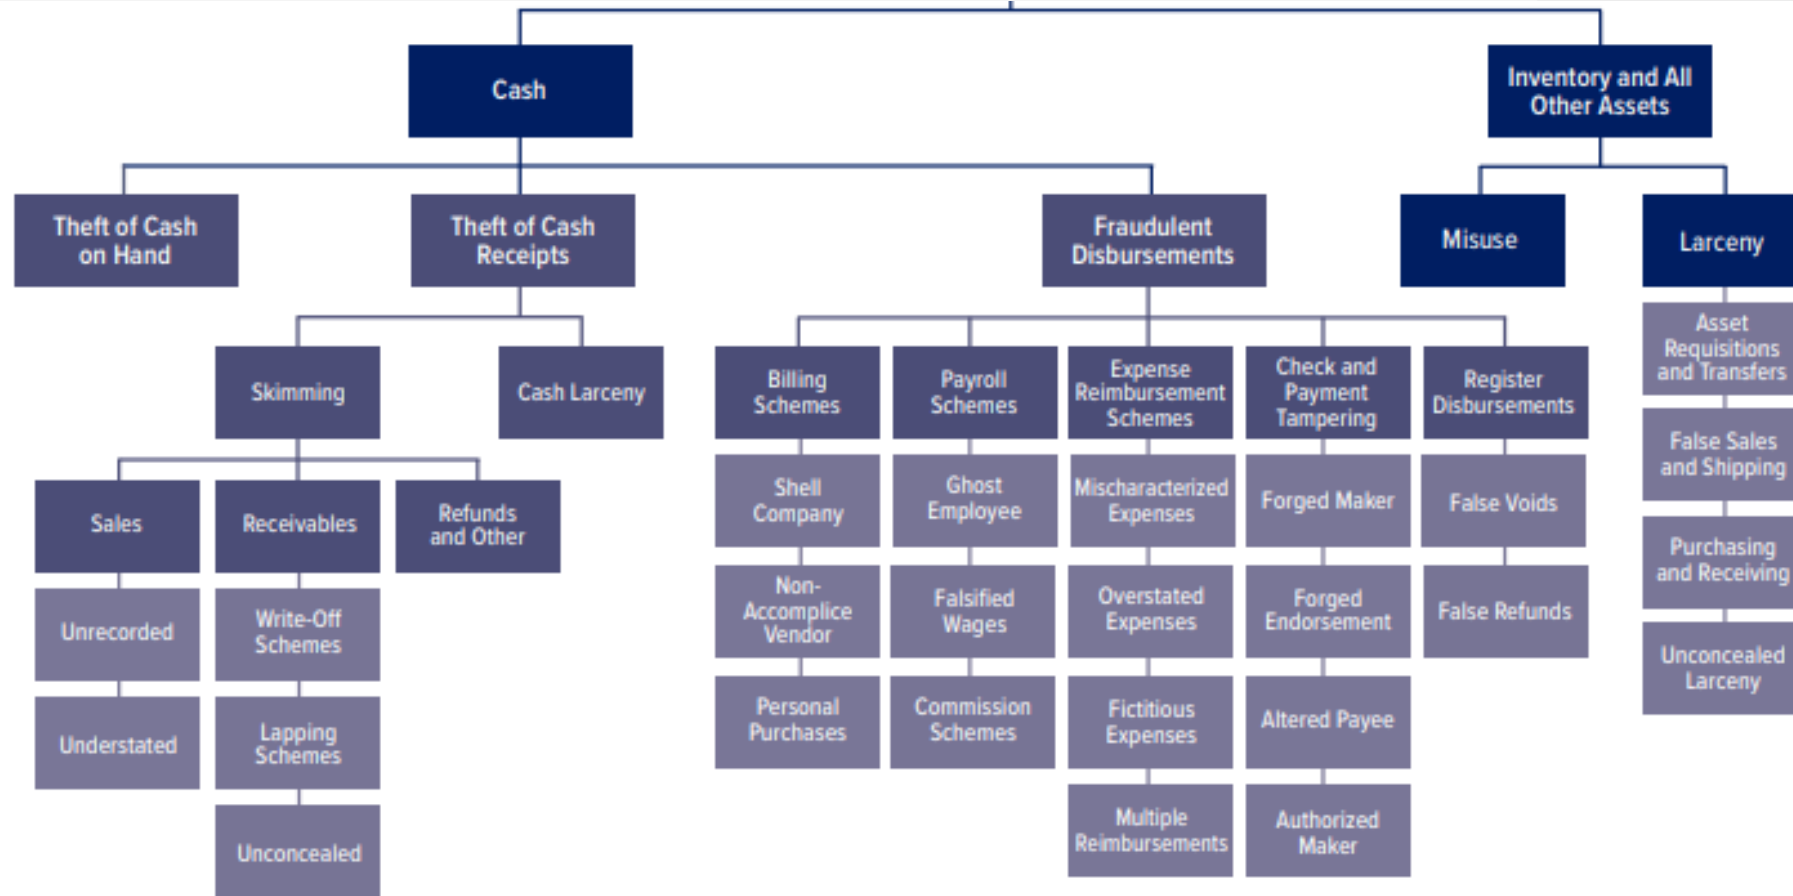 Cash
Inventory and All
Other Assets
Theft of Cash
on Hand
Theft of Cash
Receipts
Fraudulent
Disbursements
Misuse
Larceny
Skimming
Cash Larceny
Billing
Schemes
Payroll
Schemes
Expense
Reimbursement
Schemes
Check and
Payment
Tampering
Register
Disbursements
Asset
Requisitions
and Transfers
Sales
Receivables
Refunds
and Other
Shell
Company
Ghost
Employee
Mischaracterized
Expenses
Forged Maker
False Voids
False Sales
and Shipping
Unrecorded
Write-Off
Schemes
Non-
Accomplice
Vendor
Falsified
Wages
Overstated
Expenses
Forged
Endorsement
False Refunds
Purchasing
and Receiving
Understated
Lapping
Schemes
Personal
Purchases
Commission
Schemes
Fictitious
Expenses
Altered Payee
Unconcealed
Larceny
Unconcealed
Multiple
Reimbursements
Authorized
Maker